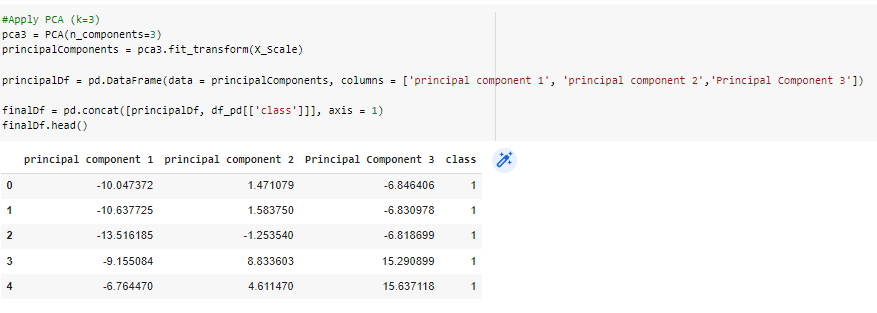 #Apply PCA (k=3)
pca3 = PCA(n_components=3)
principalComponents = pca3.fit_transform(X_Scale)
principalDf = pd.DataFrame(data = principalComponents, columns = ['principal component 1', 'principal component 2','Principal Component 3'])
finalDf = pd.concat([principalDf, df_pd[['class']]], axis = 1)
finalDf.head()
principal component 1 principal component 2 Principal Component 3 class
0 -10.047372 1.471079 -6.846406 1
1 -10.637725 1.583750 -6.830978 1
2 -13.516185 -1.253540 -6.818699 1
3 -9.155084 8.833603 15.290899 1
4 -6.764470 4.611470 15.637118 1